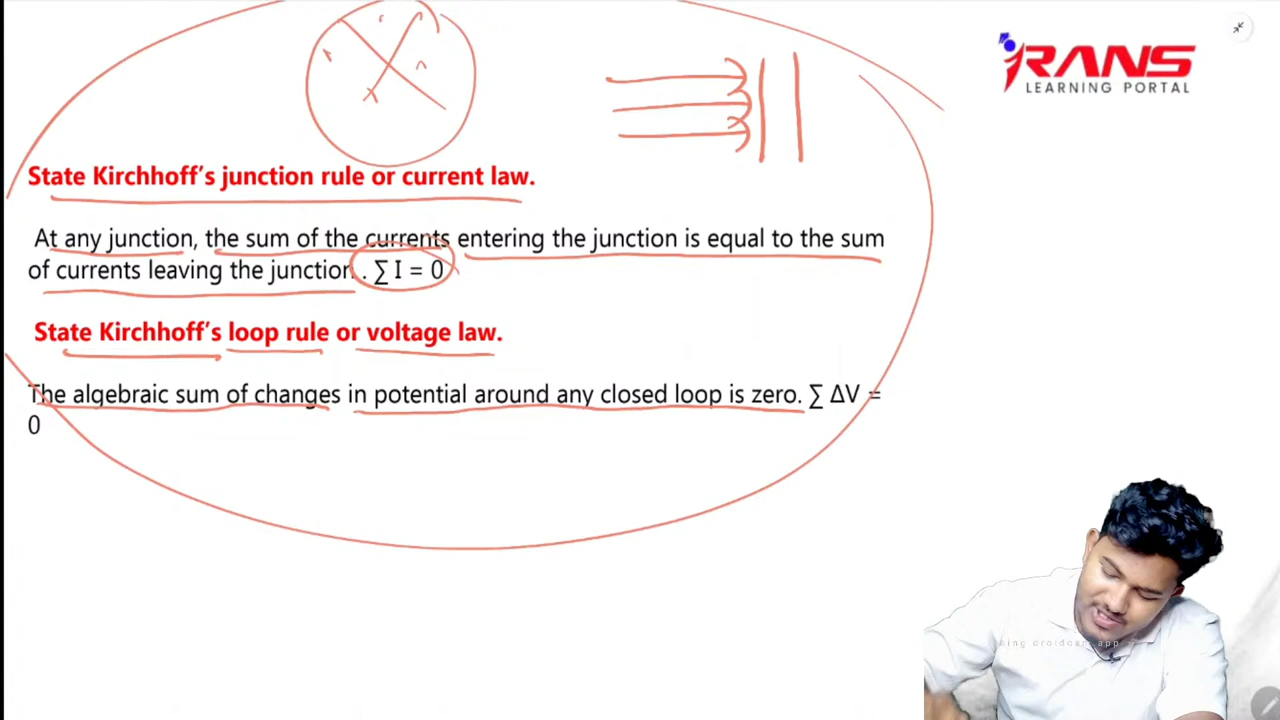 RANS
LEARNING PORTAL
State Kirchhoff's junction rule or current law.
At any junction, the sum of the currents entering the junction is equal to the sum
of currents leaving the junction. . ∑ I = 0
State Kirchhoff's loop rule or voltage law.
The algebraic sum of changes in potential around any closed loop is zero. ∑ ΔV =
0